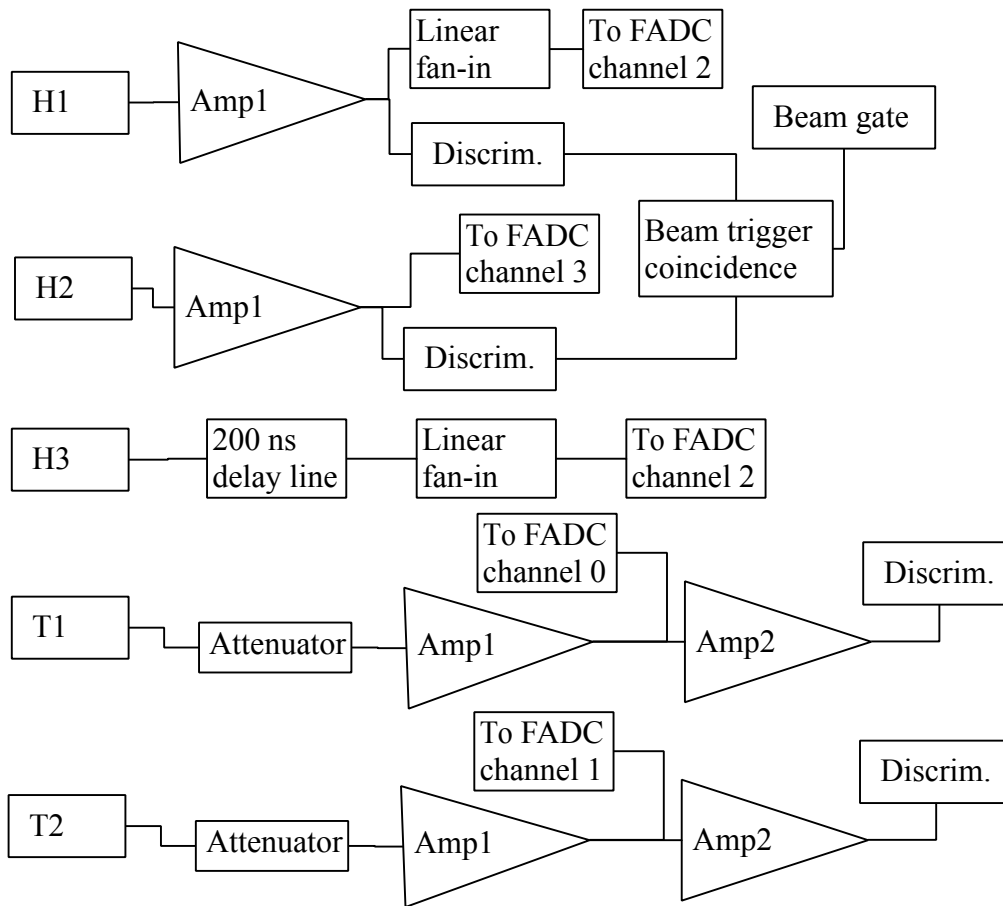 H1
Amp1
Linear
fan-in
To FADC
channel 2
Discrim.
Beam gate
Beam trigger
coincidence
H2
Amp1
To FADC
channel 3
Discrim.
H3
200 ns
delay line
Linear
fan-in
To FADC
channel 2
T1
Attenuator
Amp1
To FADC
channel 0
Amp2
Discrim.
T2
Attenuator
Amp1
To FADC
channel 1
Amp2
Discrim.